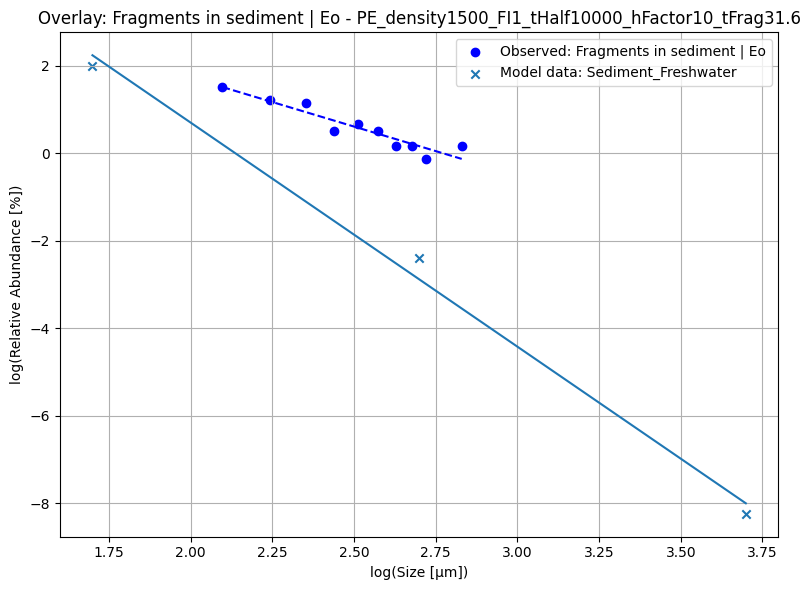 Overlay: Fragments in sediment | Eo - PE_density1500_FI1_tHalf10000_hFactor10_tFrag31.6
Observed: Fragments in sediment | Eo
Model data: Sediment_Freshwater
log(Relative Abundance [%])
2
0
−2
−4
−6
−8
1.75 2.00 2.25 2.50 2.75 3.00 3.25 3.50 3.75
log(Size [µm])